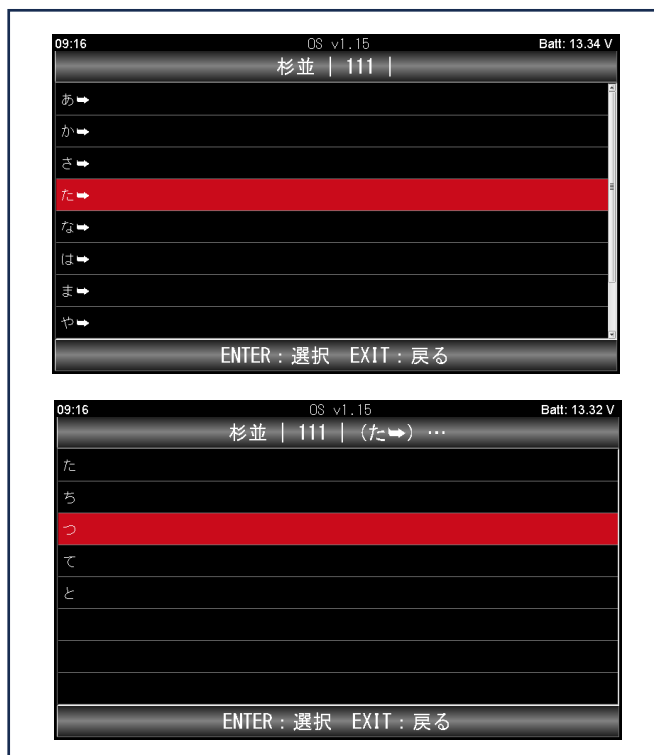 09:16 OS v1.15 Batt: 13.34 V
杉並 | 111 |
あ➡
か➡
さ➡
た➡
な➡
は➡
ま➡
や➡
ENTER：選択 EXIT：戻る
09:16 OS v1.15 Batt: 13.32 V
杉並 | 111 | (た➡) …
た
ち
つ
て
と
ENTER：選択 EXIT：戻る